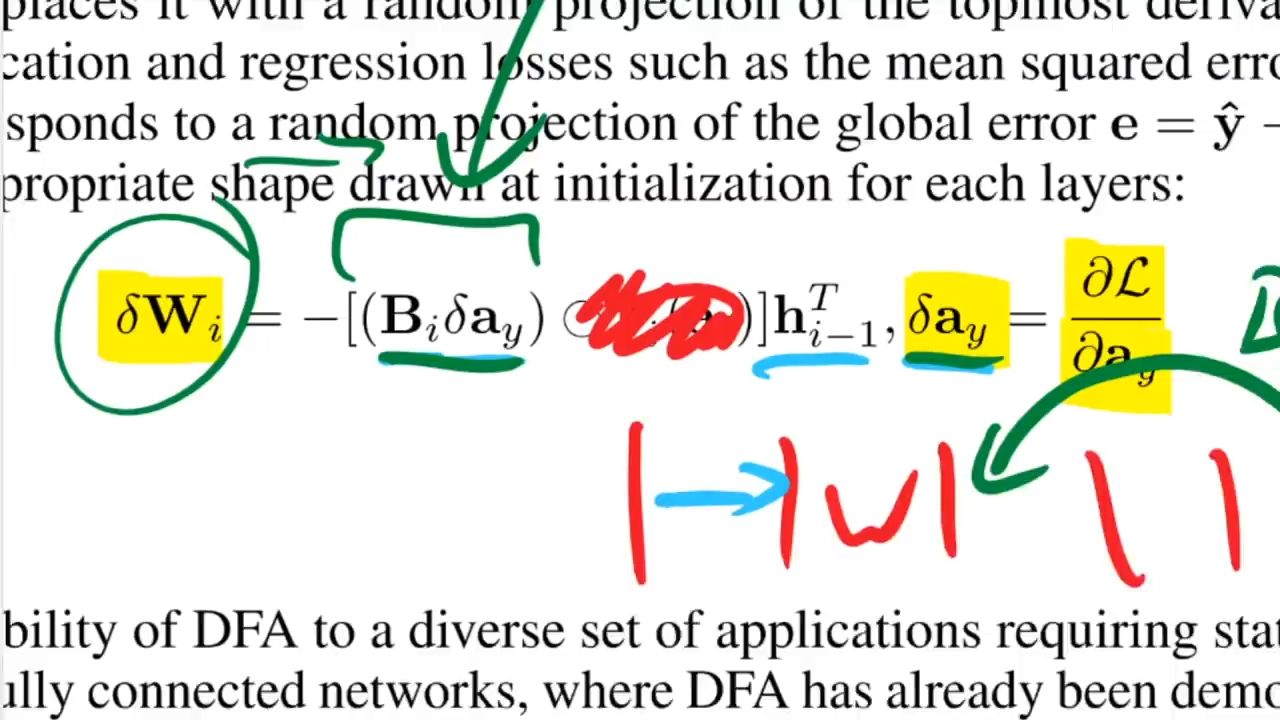 places it with a random projection of the topmost deriva
cation and regression losses such as the mean squared erro
sponds to a random projection of the global error e = ŷ −
propriate shape drawn at initialization for each layers:
δW_i = −[(B_iδa_y) ⊙ )]h^T_{i−1}, δa_y = ∂L/∂a_y
W
bility of DFA to a diverse set of applications requiring stat
ully connected networks, where DFA has already been demo